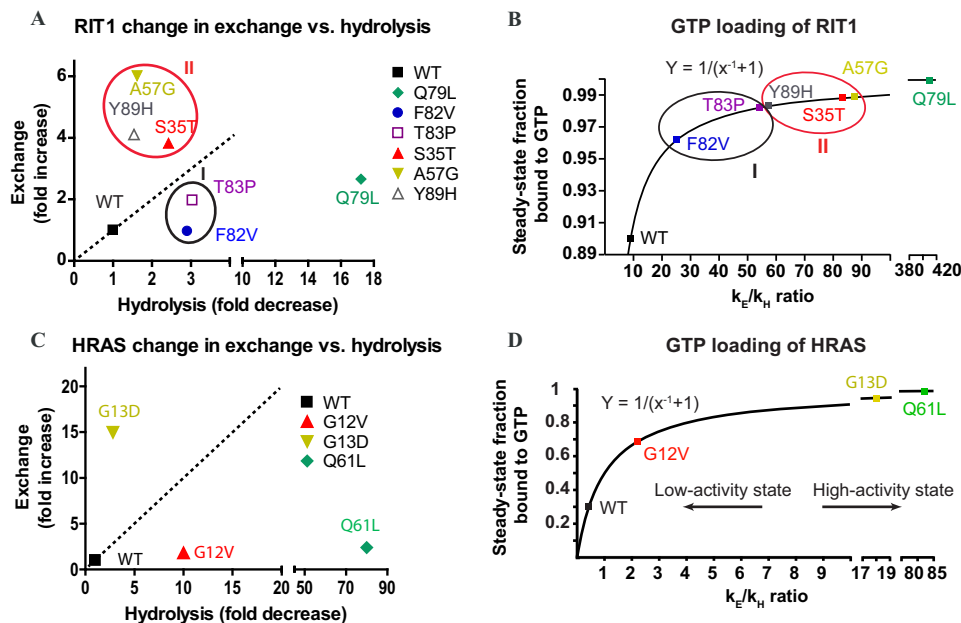 A
RIT1 change in exchange vs. hydrolysis
Exchange
(fold increase)
6
4
2
0
0
1
2
3
10
12
14
16
18
Hydrolysis (fold decrease)
II
A57G
Y89H
S35T
WT
I
T83P
F82V
Q79L
WT
Q79L
F82V
T83P
S35T
A57G
Y89H
B
GTP loading of RIT1
Steady-state fraction
bound to GTP
0.99
0.97
0.95
0.93
0.91
0.89
10 20 30 40 50 60 70 80 90
380 420
kE/kH ratio
Y = 1/(x⁻¹+1)
T83P
Y89H
A57G
Q79L
S35T
F82V
I
II
WT
C
HRAS change in exchange vs. hydrolysis
Exchange
(fold increase)
20
15
10
5
0
0 5 10 15 20
50 70 90
Hydrolysis (fold decrease)
G13D
WT
G12V
Q61L
WT
G12V
G13D
Q61L
D
GTP loading of HRAS
Steady-state fraction
bound to GTP
1
0.8
0.6
0.4
0.2
1 2 3 4 5 6 7 8 9
17 19
80 85
kE/kH ratio
Y = 1/(x⁻¹+1)
G13D
Q61L
G12V
WT
Low-activity state
High-activity state